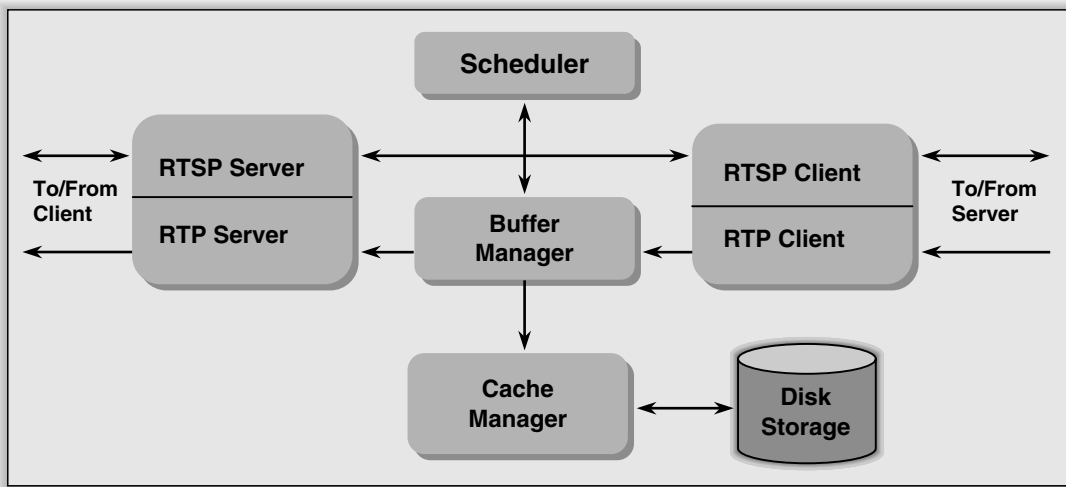 Scheduler
RTSP Server
RTSP Client
To/From
Client
To/From
Server
RTP Server
Buffer
Manager
RTP Client
Cache
Manager
Disk
Storage